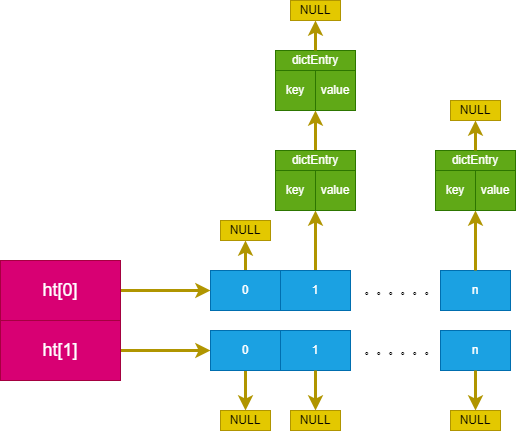 NULL
dictEntry
key value
NULL
dictEntry
key value
dictEntry
key value
NULL
ht[0] 0 1 . . . . . . n
ht[1] 0 1 . . . . . . n
NULL NULL NULL